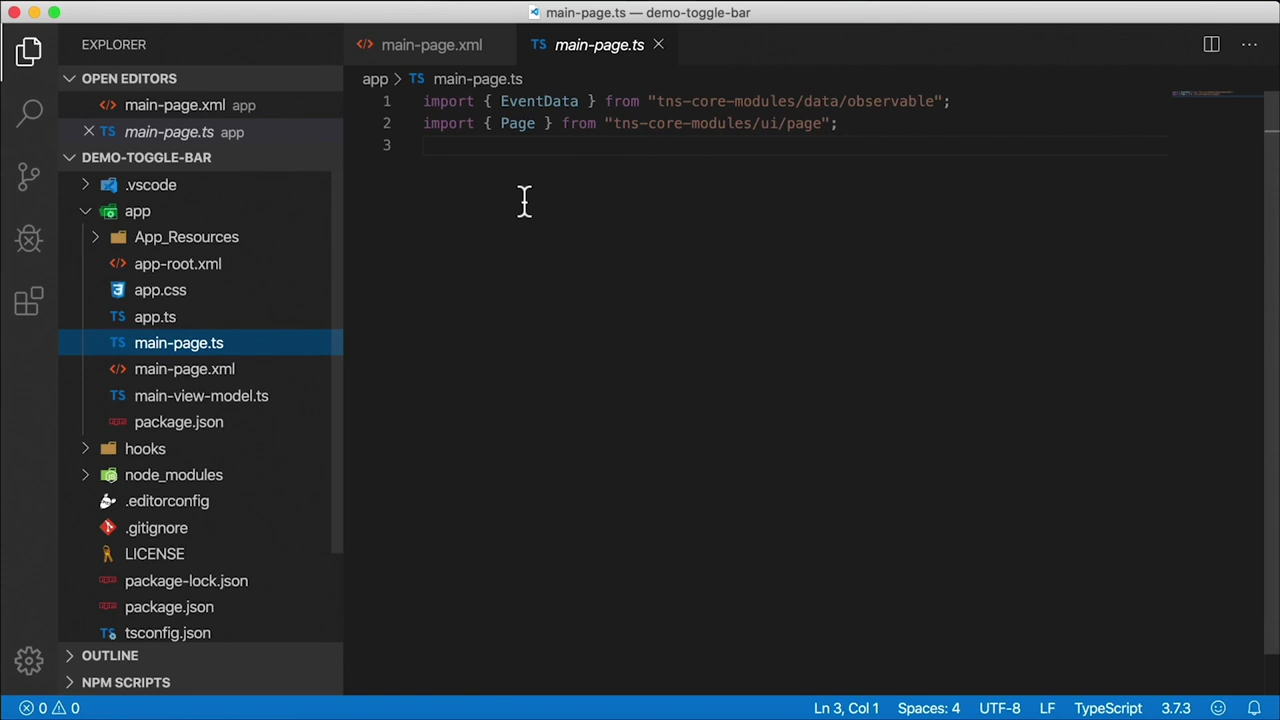 main-page.ts — demo-toggle-bar
EXPLORER
OPEN EDITORS
main-page.xml app
main-page.ts app
DEMO-TOGGLE-BAR
.vscode
app
App_Resources
app-root.xml
app.css
app.ts
main-page.ts
main-page.xml
main-view-model.ts
package.json
hooks
node_modules
.editorconfig
.gitignore
LICENSE
package-lock.json
package.json
tsconfig.json
OUTLINE
NPM SCRIPTS
main-page.xml
TS main-page.ts
app > TS main-page.ts
1 import { EventData } from "tns-core-modules/data/observable";
2 import { Page } from "tns-core-modules/ui/page";
3
0 0
Ln 3, Col 1 Spaces: 4 UTF-8 LF TypeScript 3.7.3